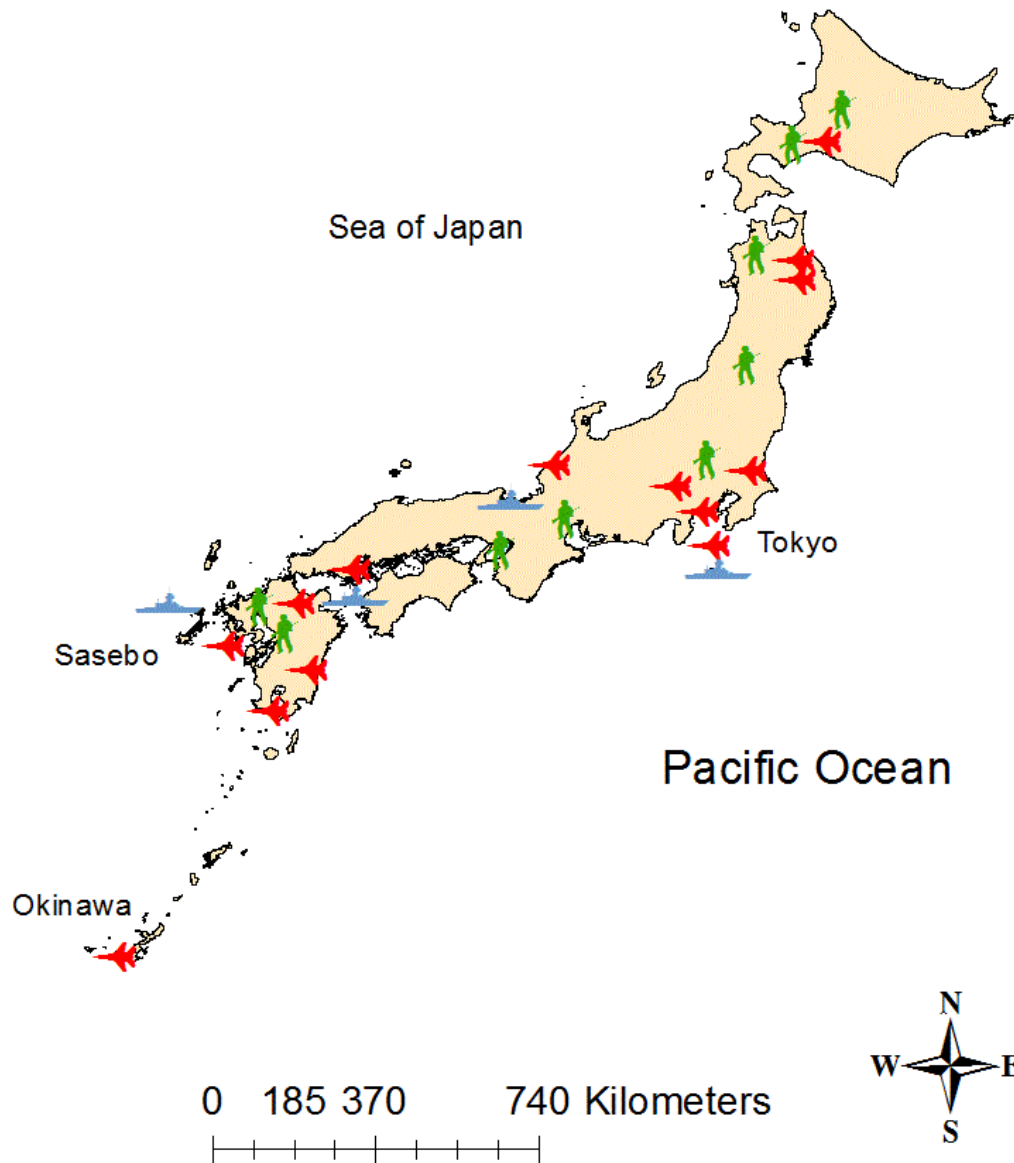 Sea of Japan
Tokyo
Sasebo
Pacific Ocean
Okinawa
N
W E
S
0 185 370 740 Kilometers